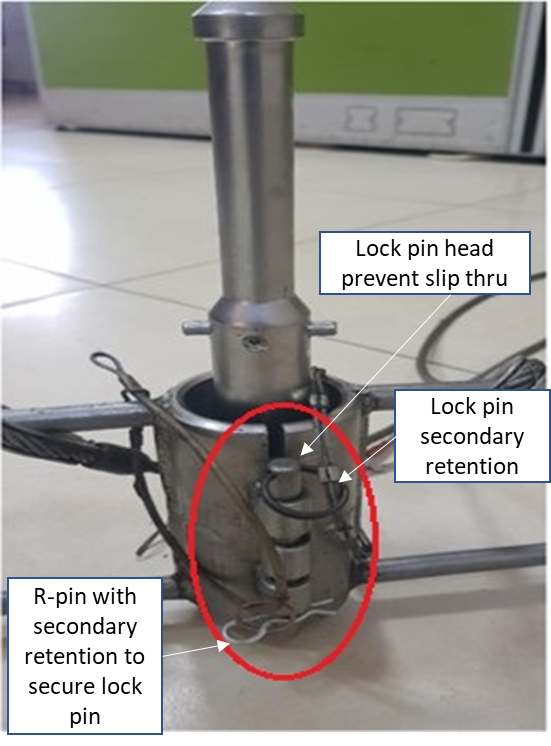 Lock pin head
prevent slip thru
Lock pin
secondary
retention
R-pin with
secondary
retention to
secure lock
pin